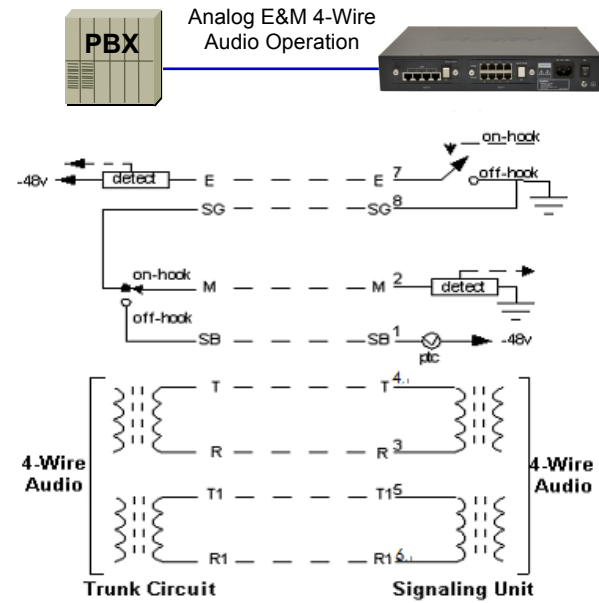 Analog E&M 4-Wire
Audio Operation
PBX
on-hook
-48v detect E E 7 off-hook
SG SG 8
on-hook M M 2 detect
off-hook
SB SB 1 -48v
ptc
T T 4
R R 3
4-Wire
Audio
4-Wire
Audio
T1 T1 5
R1 R1 6
Trunk Circuit Signaling Unit